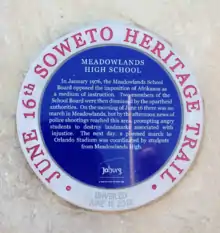 JUNE 16th SOWETO HERITAGE TRAIL
MEADOWLANDS
HIGH SCHOOL
In January 1976, the Meadowlands School
Board opposed the imposition of Afrikaans as
a medium of instruction. Two members of the
School Board were then dismissed by the apartheid
authorities. On the morning of June 16 there was no
march in Meadowlands, but by the afternoon news of
police shootings reached this area, prompting angry
students to destroy landmarks associated with
injustice. The next day, a planned march to
Orlando Stadium was coordinated by students
from Meadowlands High.
Joburg
UNVEILED
JUNE 16